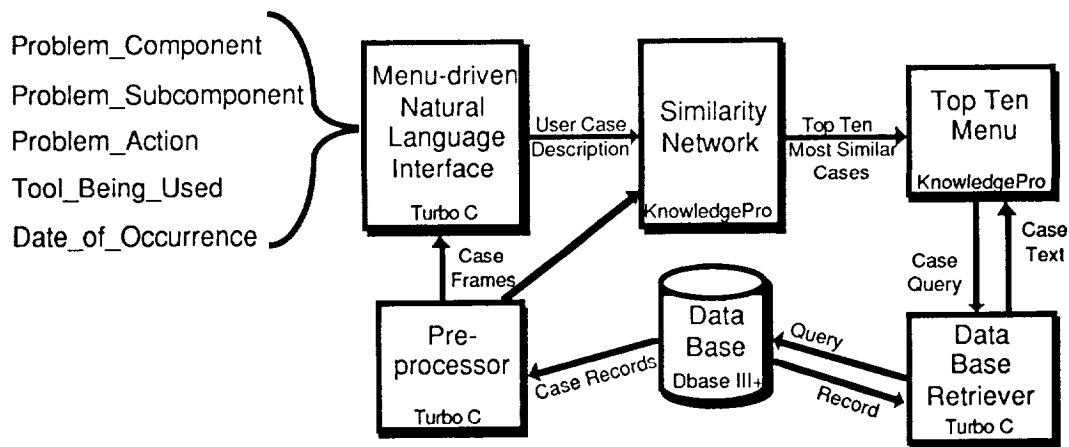 Problem_Component
Problem_Subcomponent
Problem_Action
Tool_Being_Used
Date_of_Occurrence
Menu-driven
Natural
Language
Interface
Turbo C
User Case
Description
Similarity
Network
KnowledgePro
Top Ten
Most Similar
Cases
Top Ten
Menu
KnowledgePro
Case
Frames
Case
Query
Case
Text
Pre-
processor
Turbo C
Case Records
Data
Base
Dbase III+
Query
Record
Data
Base
Retriever
Turbo C